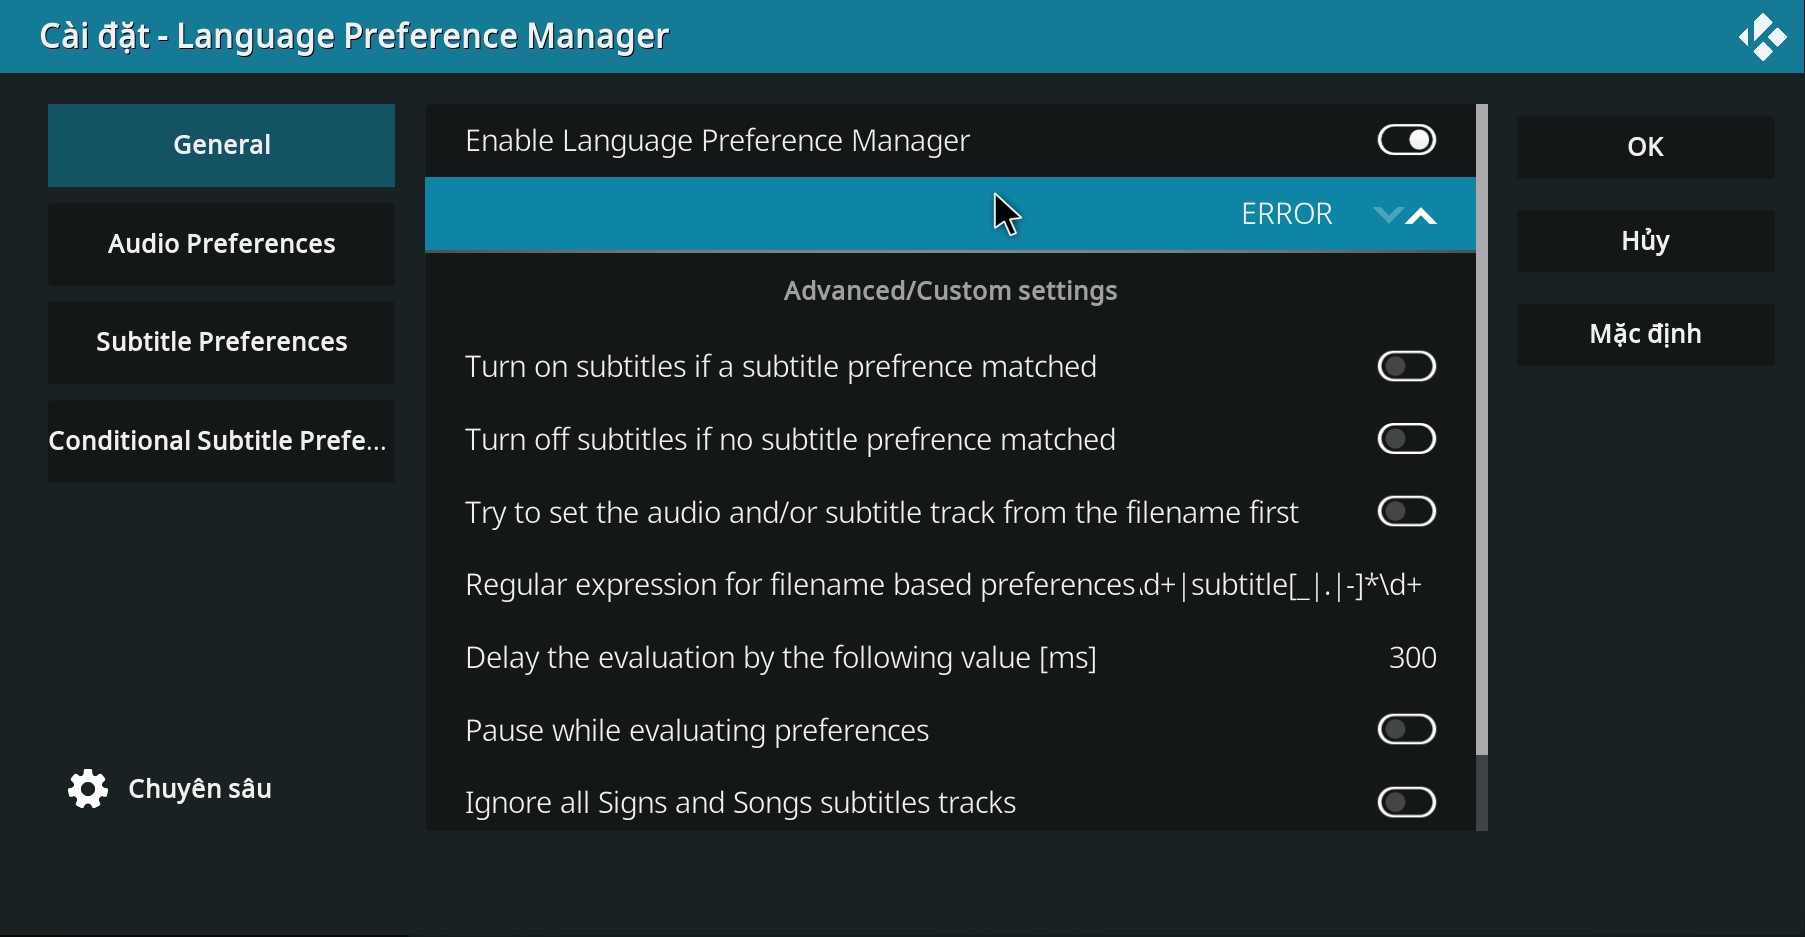 Cài đặt - Language Preference Manager
General
Audio Preferences
Subtitle Preferences
Conditional Subtitle Prefe...
Chuyên sâu
Enable Language Preference Manager
ERROR
Advanced/Custom settings
Turn on subtitles if a subtitle prefrence matched
Turn off subtitles if no subtitle prefrence matched
Try to set the audio and/or subtitle track from the filename first
Regular expression for filename based preferences \d+|subtitle[_|.|-]*\d+
Delay the evaluation by the following value [ms] 300
Pause while evaluating preferences
Ignore all Signs and Songs subtitles tracks
OK
Hủy
Mặc định